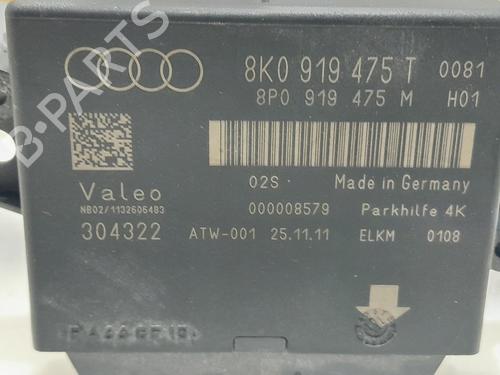 8K0 919 475 T 0081
8P0 919 475 M H01
02S Made in Germany
Valeo
NB02/1132606483
000008579 Parkhilfe 4K
304322 ATW-001 25.11.11 ELKM 0108
>PA66GF10<
B-PARTS